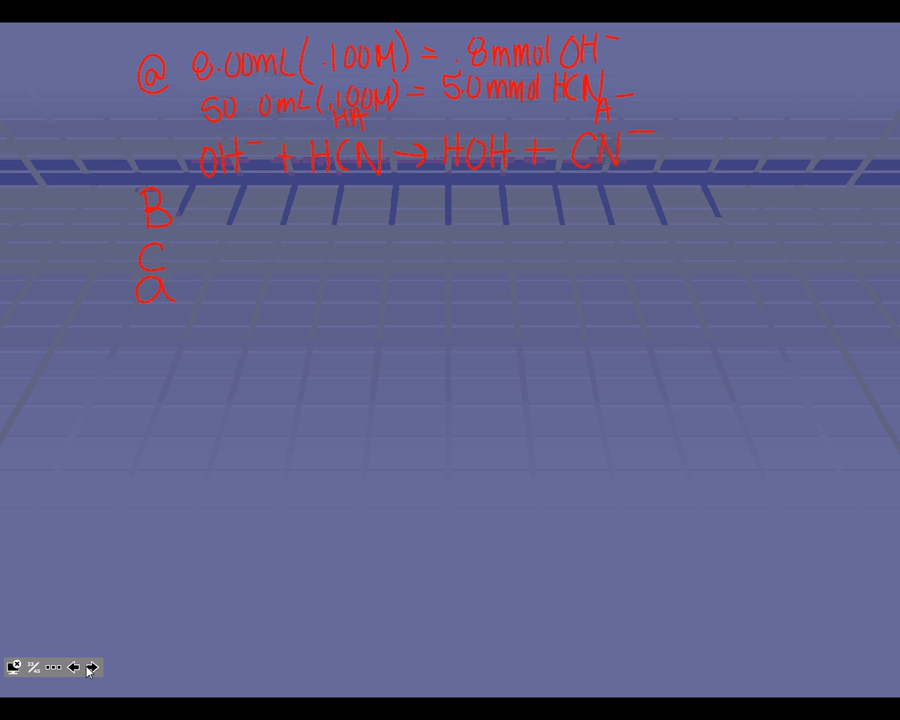 @ 8.00mL (.100M) = .8mmol OH⁻
50.0mL (.100M) = 5.0mmol HCN
HA A⁻
OH⁻ + HCN → HOH + CN⁻
B
C
a